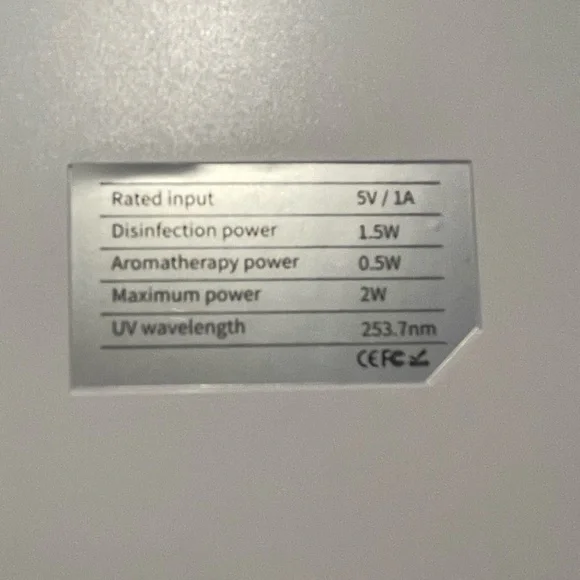 Rated input 5V / 1A
Disinfection power 1.5W
Aromatherapy power 0.5W
Maximum power 2W
UV wavelength 253.7nm
CE FC